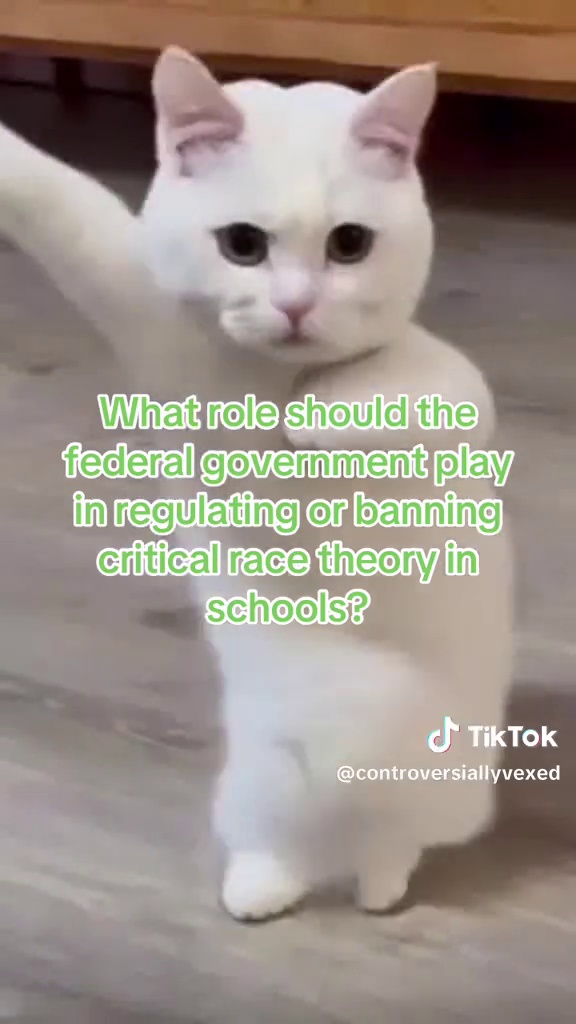 What role should the
federal government play
in regulating or banning
critical race theory in
schools?
TikTok
@controversiallyvexed